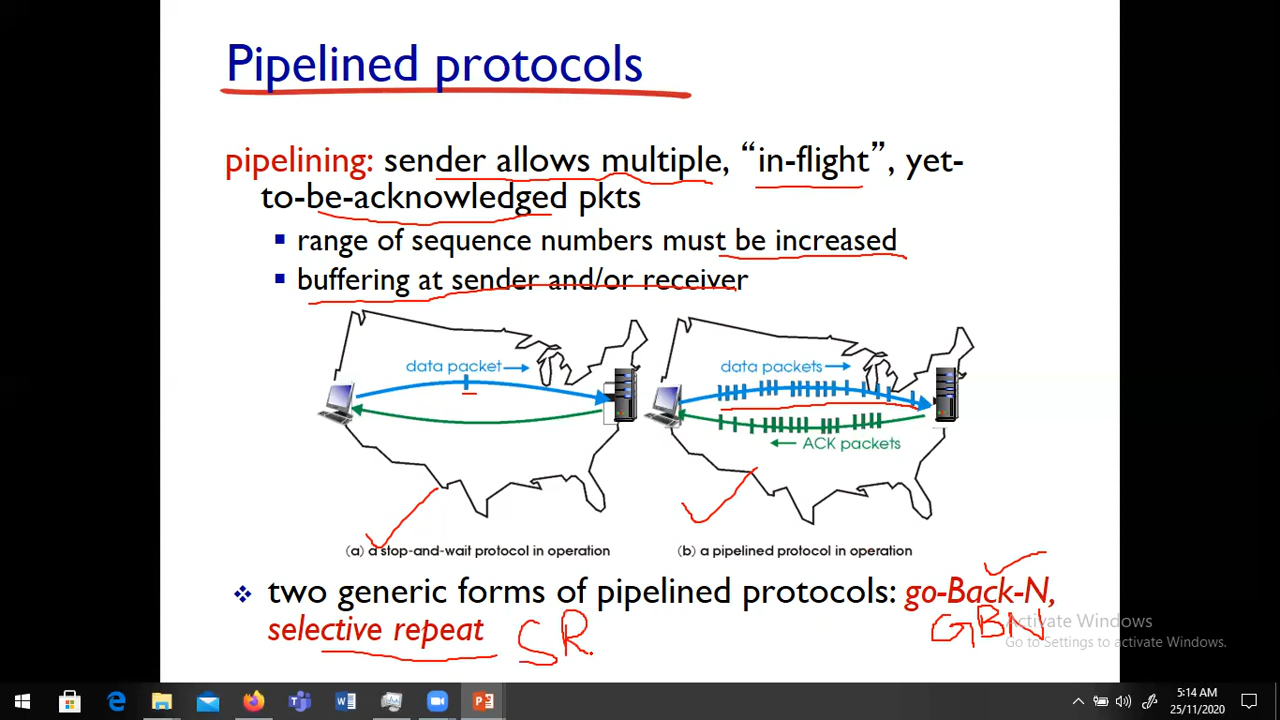 Pipelined protocols
pipelining: sender allows multiple, “in-flight”, yet-
to-be-acknowledged pkts
▪ range of sequence numbers must be increased
▪ buffering at sender and/or receiver
data packet
data packets
ACK packets
(a) a stop-and-wait protocol in operation
(b) a pipelined protocol in operation
❖ two generic forms of pipelined protocols: go-Back-N,
selective repeat
SR.
GBN
Activate Windows
Go to Settings to activate Windows.
5:14 AM
25/11/2020